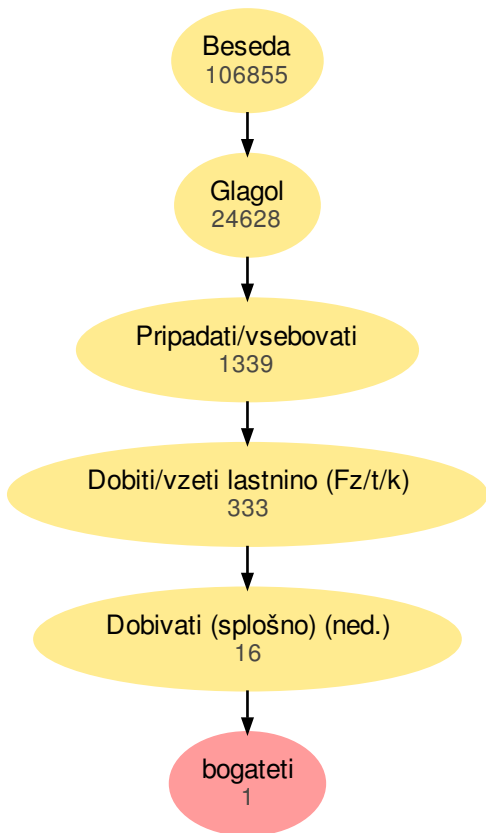 Beseda
106855
Glagol
24628
Pripadati/vsebovati
1339
Dobiti/vzeti lastnino (Fz/t/k)
333
Dobivati (splošno) (ned.)
16
bogateti
1